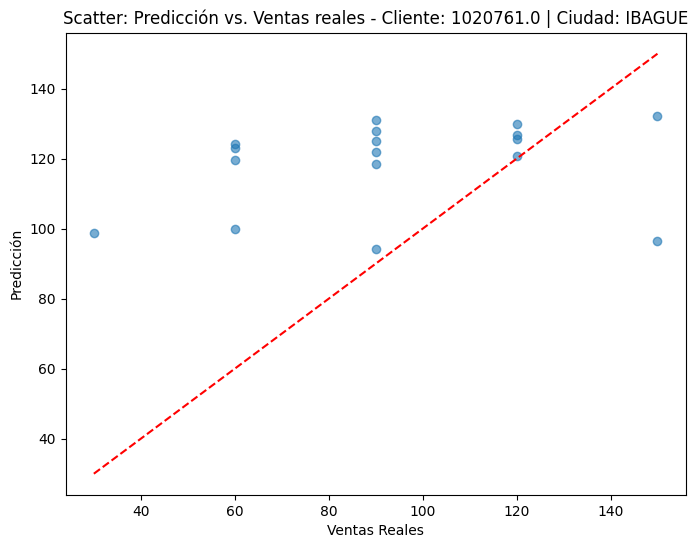 Scatter: Predicción vs. Ventas reales - Cliente: 1020761.0 | Ciudad: IBAGUE
140
120
100
80
60
40
Predicción
40 60 80 100 120 140
Ventas Reales